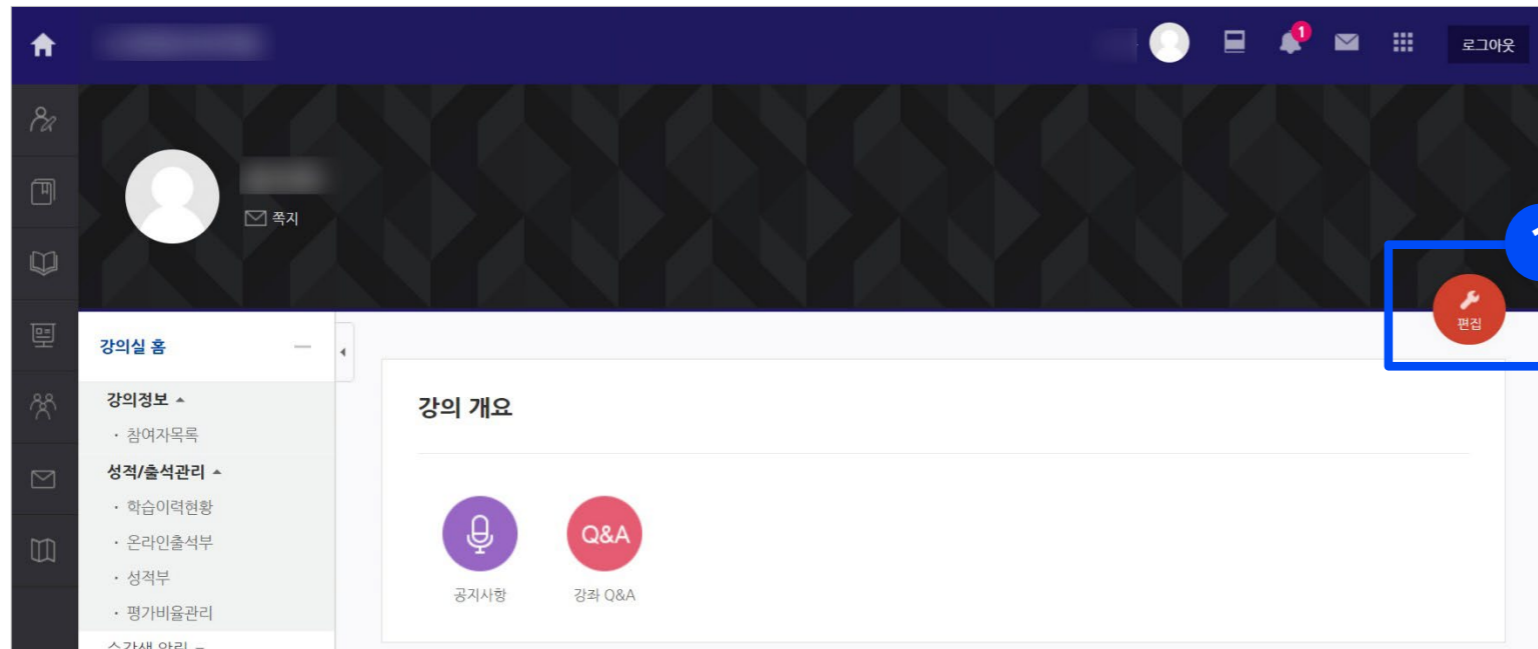 1
로그아웃
쪽지
편집
강의실 홈
강의정보
· 참여자목록
성적/출석관리
· 학습이력현황
· 온라인출석부
· 성적부
· 평가비율관리
강의 개요
Q&A
공지사항
강좌 Q&A